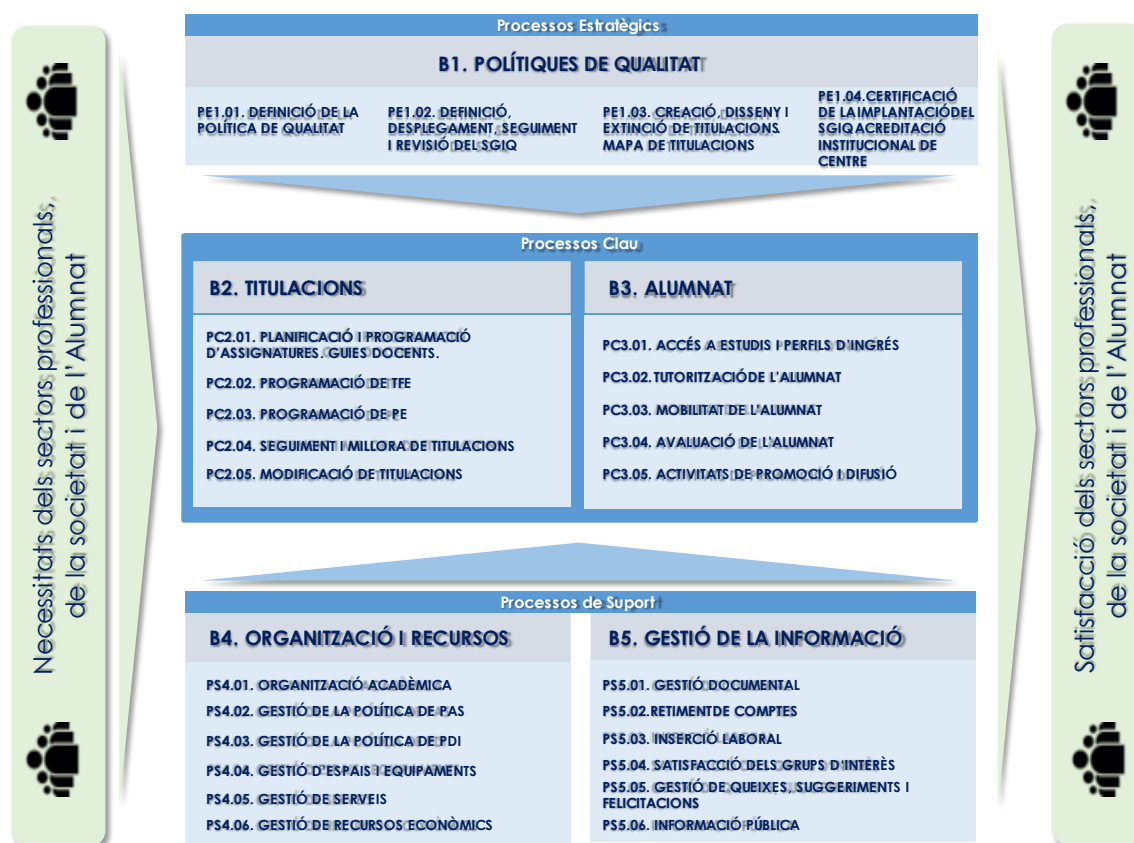 Necessitats dels sectors professionals,
de la societat i de l'Alumnat
Processos Estratègics
B1. POLÍTIQUES DE QUALITAT
PE1.01. DEFINICIÓ DE LA
POLÍTICA DE QUALITAT
PE1.02. DEFINICIÓ,
DESPLEGAMENT, SEGUIMENT
I REVISIÓ DEL SGIQ
PE1.03. CREACIÓ, DISSENY I
EXTINCIÓ DE TITULACIONS.
MAPA DE TITULACIONS
PE1.04.CERTIFICACIÓ
DE LA IMPLANTACIÓ DEL
SGIQ ACREDITACIÓ
INSTITUCIONAL DE
CENTRE
Processos Clau
B2. TITULACIONS
PC2.01. PLANIFICACIÓ I PROGRAMACIÓ
D'ASSIGNATURES. GUIES DOCENTS.
PC2.02. PROGRAMACIÓ DE TFE
PC2.03. PROGRAMACIÓ DE PE
PC2.04. SEGUIMENT I MILLORA DE TITULACIONS
PC2.05. MODIFICACIÓ DE TITULACIONS
B3. ALUMNAT
PC3.01. ACCÉS A ESTUDIS I PERFILS D'INGRÉS
PC3.02. TUTORITZACIÓ DE L'ALUMNAT
PC3.03. MOBILITAT DE L'ALUMNAT
PC3.04. AVALUACIÓ DE L'ALUMNAT
PC3.05. ACTIVITATS DE PROMOCIÓ I DIFUSIÓ
Processos de Suport
B4. ORGANITZACIÓ I RECURSOS
PS4.01. ORGANITZACIÓ ACADÈMICA
PS4.02. GESTIÓ DE LA POLÍTICA DE PAS
PS4.03. GESTIÓ DE LA POLÍTICA DE PDI
PS4.04. GESTIÓ D'ESPAIS I EQUIPAMENTS
PS4.05. GESTIÓ DE SERVEIS
PS4.06. GESTIÓ DE RECURSOS ECONÒMICS
B5. GESTIÓ DE LA INFORMACIÓ
PS5.01. GESTIÓ DOCUMENTAL
PS5.02.RETIMENT DE COMPTES
PS5.03. INSERCIÓ LABORAL
PS5.04. SATISFACCIÓ DELS GRUPS D'INTERÈS
PS5.05. GESTIÓ DE QUEIXES, SUGGERIMENTS I
FELICITACIONS
PS5.06. INFORMACIÓ PÚBLICA
Satisfacció dels sectors professionals,
de la societat i de l'Alumnat